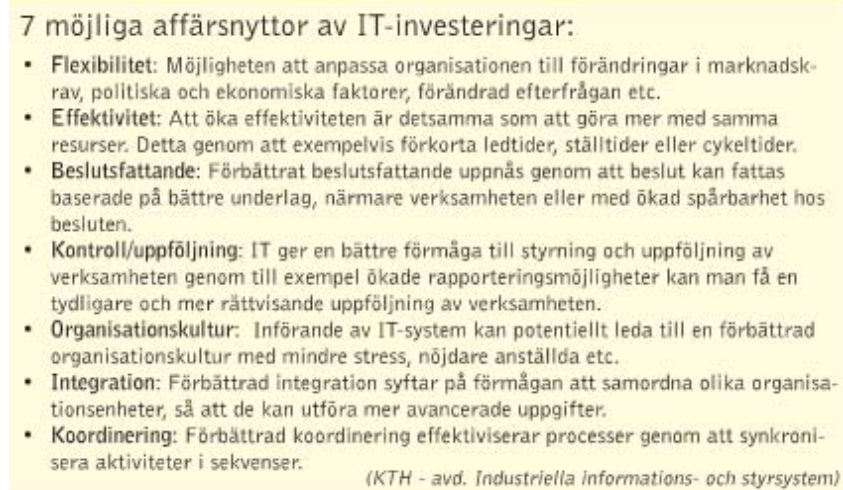 7 möjliga affärsnyttor av IT-investeringar:
• Flexibilitet: Möjligheten att anpassa organisationen till förändringar i marknadsk-
rav, politiska och ekonomiska faktorer, förändrad efterfrågan etc.
• Effektivitet: Att öka effektiviteten är detsamma som att göra mer med samma
resurser. Detta genom att exempelvis förkorta ledtider, ställtider eller cykeltider.
• Beslutsfattande: Förbättrat beslutsfattande uppnås genom att beslut kan fattas
baserade på bättre underlag, närmare verksamheten eller med ökad spårbarhet hos
besluten.
• Kontroll/uppföljning: IT ger en bättre förmåga till styrning och uppföljning av
verksamheten genom till exempel ökade rapporteringsmöjligheter kan man få en
tydligare och mer rättvisande uppföljning av verksamheten.
• Organisationskultur: Införande av IT-system kan potentiellt leda till en förbättrad
organisationskultur med mindre stress, nöjdare anställda etc.
• Integration: Förbättrad integration syftar på förmågan att samordna olika organisa-
tionsenheter, så att de kan utföra mer avancerade uppgifter.
• Koordinering: Förbättrad koordinering effektiviserar processer genom att synkroni-
sera aktiviteter i sekvenser.
(KTH - avd. Industriella informations- och styrsystem)